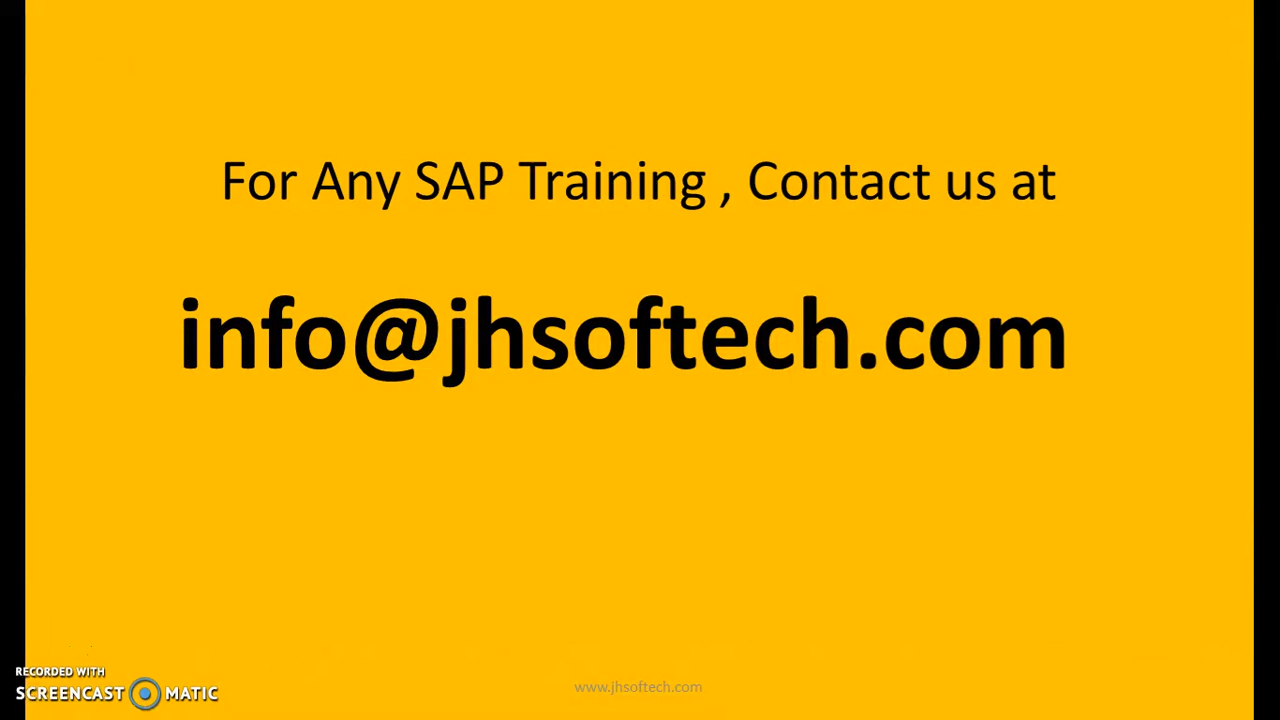 For Any SAP Training , Contact us at
info@jhsoftech.com
RECORDED WITH
SCREENCAST MATIC
www.jhsoftech.com